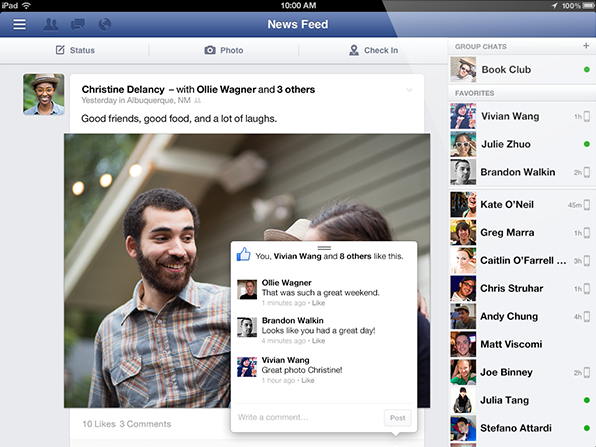 iPad
10:00 AM
100%
News Feed
Status
Photo
Check In
Christine Delancy – with Ollie Wagner and 3 others
Yesterday in Albuquerque, NM
Good friends, good food, and a lot of laughs.
You, Vivian Wang and 8 others like this.
Ollie Wagner
That was such a great weekend.
1 minutes ago • Like
Brandon Walkin
Looks like you had a great day!
4 minutes ago • Like
Vivian Wang
Great photo Christine!
1 hour ago • Like
Write a comment…
Post
10 Likes 3 Comments
GROUP CHATS +
Book Club
FAVORITES
Vivian Wang 1h
Julie Zhuo
Brandon Walkin 2h
Kate O'Neil 45m
Greg Marra 1h
Caitlin O'Farrell ... 3h
Chris Struhar 1h
Andy Chung 4h
Matt Viscomi
Joe Binney 2h
Julia Tang
Stefano Attardi